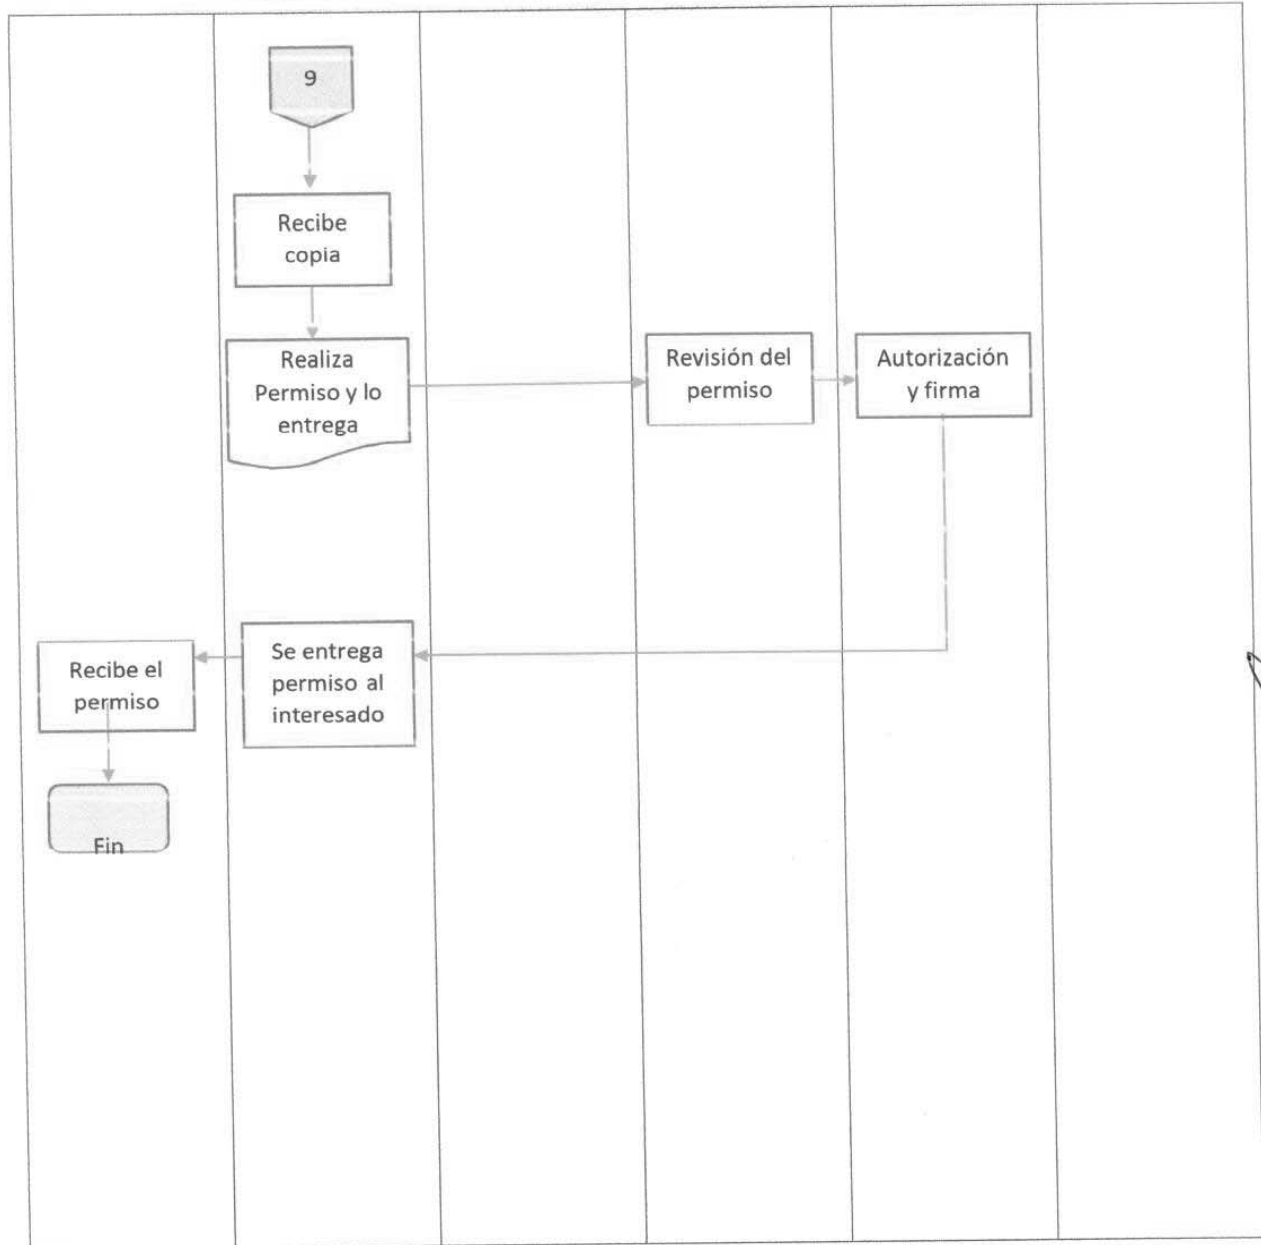 9
Recibe
copia
Realiza
Permiso y lo
entrega
Revisión del
permiso
Autorización
y firma
Se entrega
permiso al
interesado
Recibe el
permiso
Fin